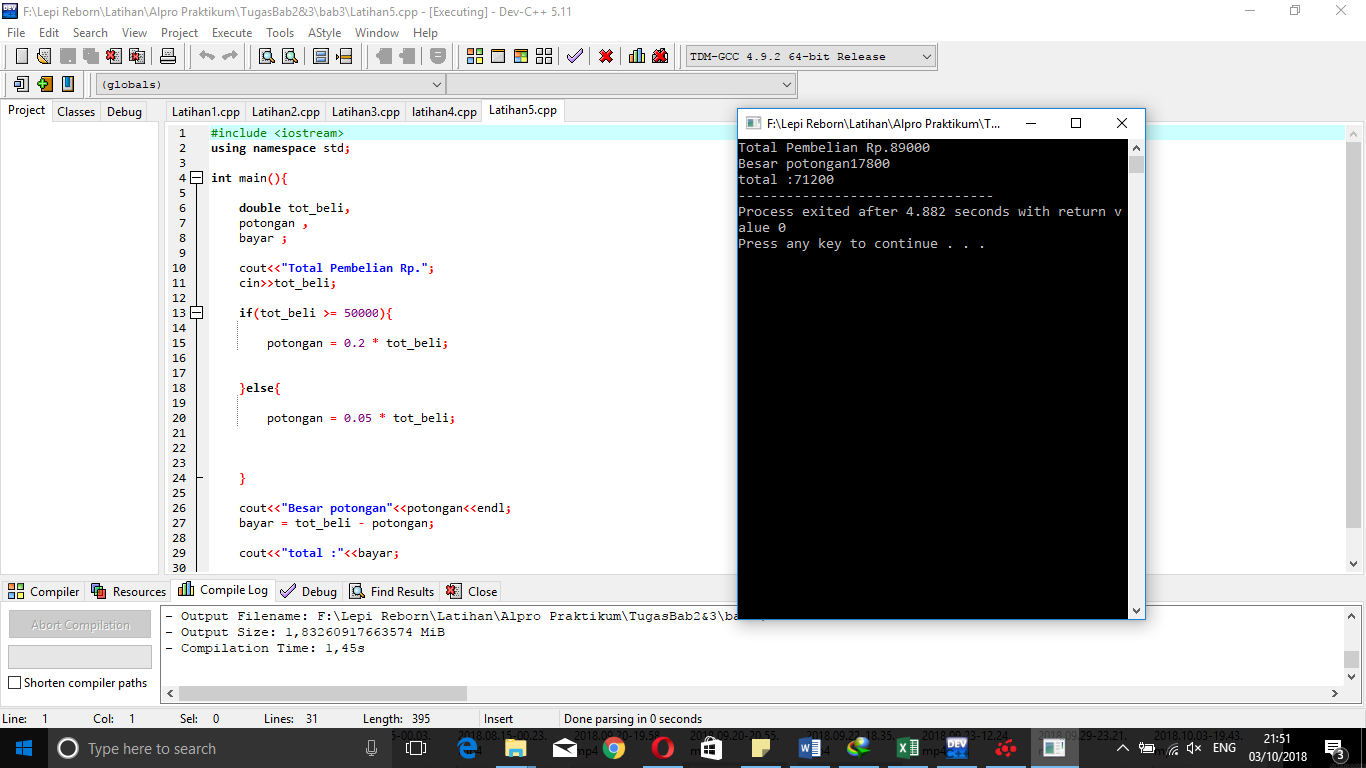 F:\Lepi Reborn\Latihan\Alpro Praktikum\TugasBab2&3\bab3\Latihan5.cpp - [Executing] - Dev-C++ 5.11
File Edit Search View Project Execute Tools AStyle Window Help
TDM-GCC 4.9.2 64-bit Release
(globals)
Project Classes Debug
Latihan1.cpp Latihan2.cpp Latihan3.cpp latihan4.cpp Latihan5.cpp
1 #include <iostream>
2 using namespace std;
3
4 int main(){
5
6 double tot_beli,
7 potongan ,
8 bayar ;
9
10 cout<<"Total Pembelian Rp.";
11 cin>>tot_beli;
12
13 if(tot_beli >= 50000){
14
15 potongan = 0.2 * tot_beli;
16
17
18 }else{
19
20 potongan = 0.05 * tot_beli;
21
22
23
24 }
25
26 cout<<"Besar potongan"<<potongan<<endl;
27 bayar = tot_beli - potongan;
28
29 cout<<"total :"<<bayar;
30
F:\Lepi Reborn\Latihan\Alpro Praktikum\T...
Total Pembelian Rp.89000
Besar potongan17800
total :71200
--------------------------------
Process exited after 4.882 seconds with return v
alue 0
Press any key to continue . . .
Compiler Resources Compile Log Debug Find Results Close
Abort Compilation
Shorten compiler paths
- Output Filename: F:\Lepi Reborn\Latihan\Alpro Praktikum\TugasBab2&3\ba
- Output Size: 1,83260917663574 MiB
- Compilation Time: 1,45s
Line: 1 Col: 1 Sel: 0 Lines: 31 Length: 395 Insert Done parsing in 0 seconds
Type here to search
ENG
21:51
03/10/2018
3